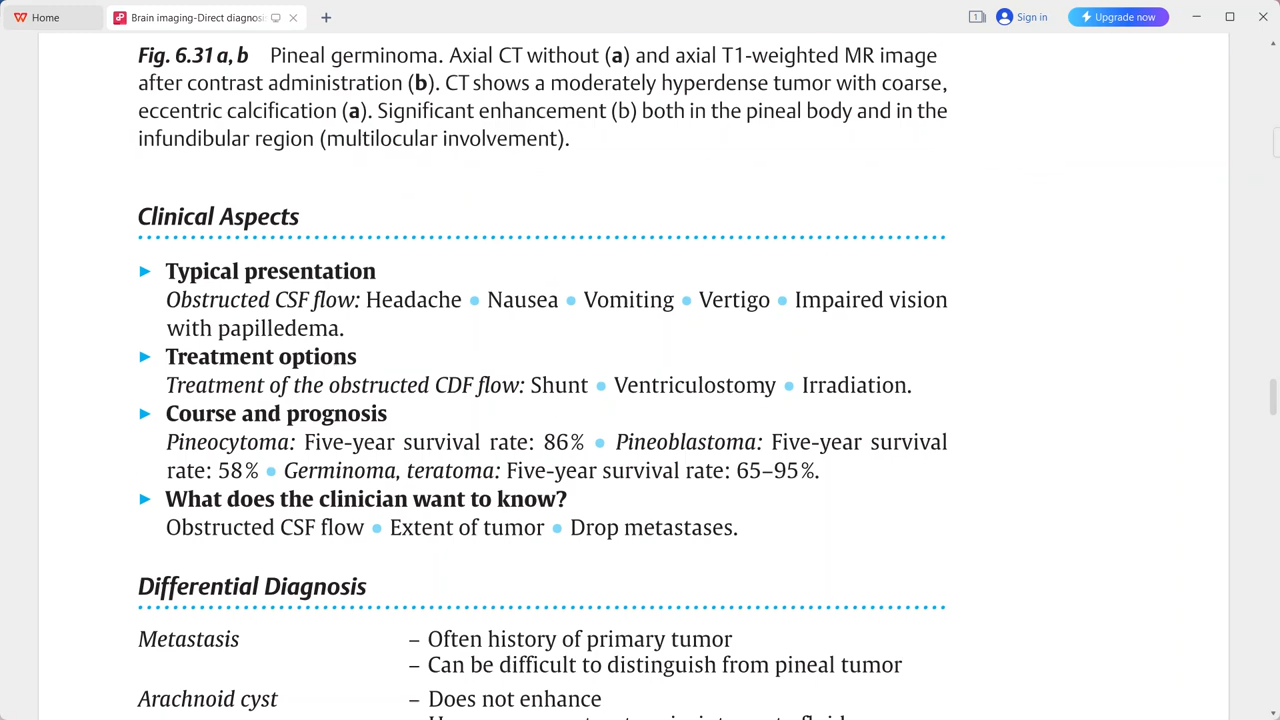 Home
Brain imaging-Direct diagnosi
1
Sign in
Upgrade now
Fig. 6.31 a, b Pineal germinoma. Axial CT without (a) and axial T1-weighted MR image
after contrast administration (b). CT shows a moderately hyperdense tumor with coarse,
eccentric calcification (a). Significant enhancement (b) both in the pineal body and in the
infundibular region (multilocular involvement).
Clinical Aspects
► Typical presentation
Obstructed CSF flow: Headache • Nausea • Vomiting • Vertigo • Impaired vision
with papilledema.
► Treatment options
Treatment of the obstructed CDF flow: Shunt • Ventriculostomy • Irradiation.
► Course and prognosis
Pineocytoma: Five-year survival rate: 86% • Pineoblastoma: Five-year survival
rate: 58% • Germinoma, teratoma: Five-year survival rate: 65–95%.
► What does the clinician want to know?
Obstructed CSF flow • Extent of tumor • Drop metastases.
Differential Diagnosis
Metastasis – Often history of primary tumor
– Can be difficult to distinguish from pineal tumor
Arachnoid cyst – Does not enhance